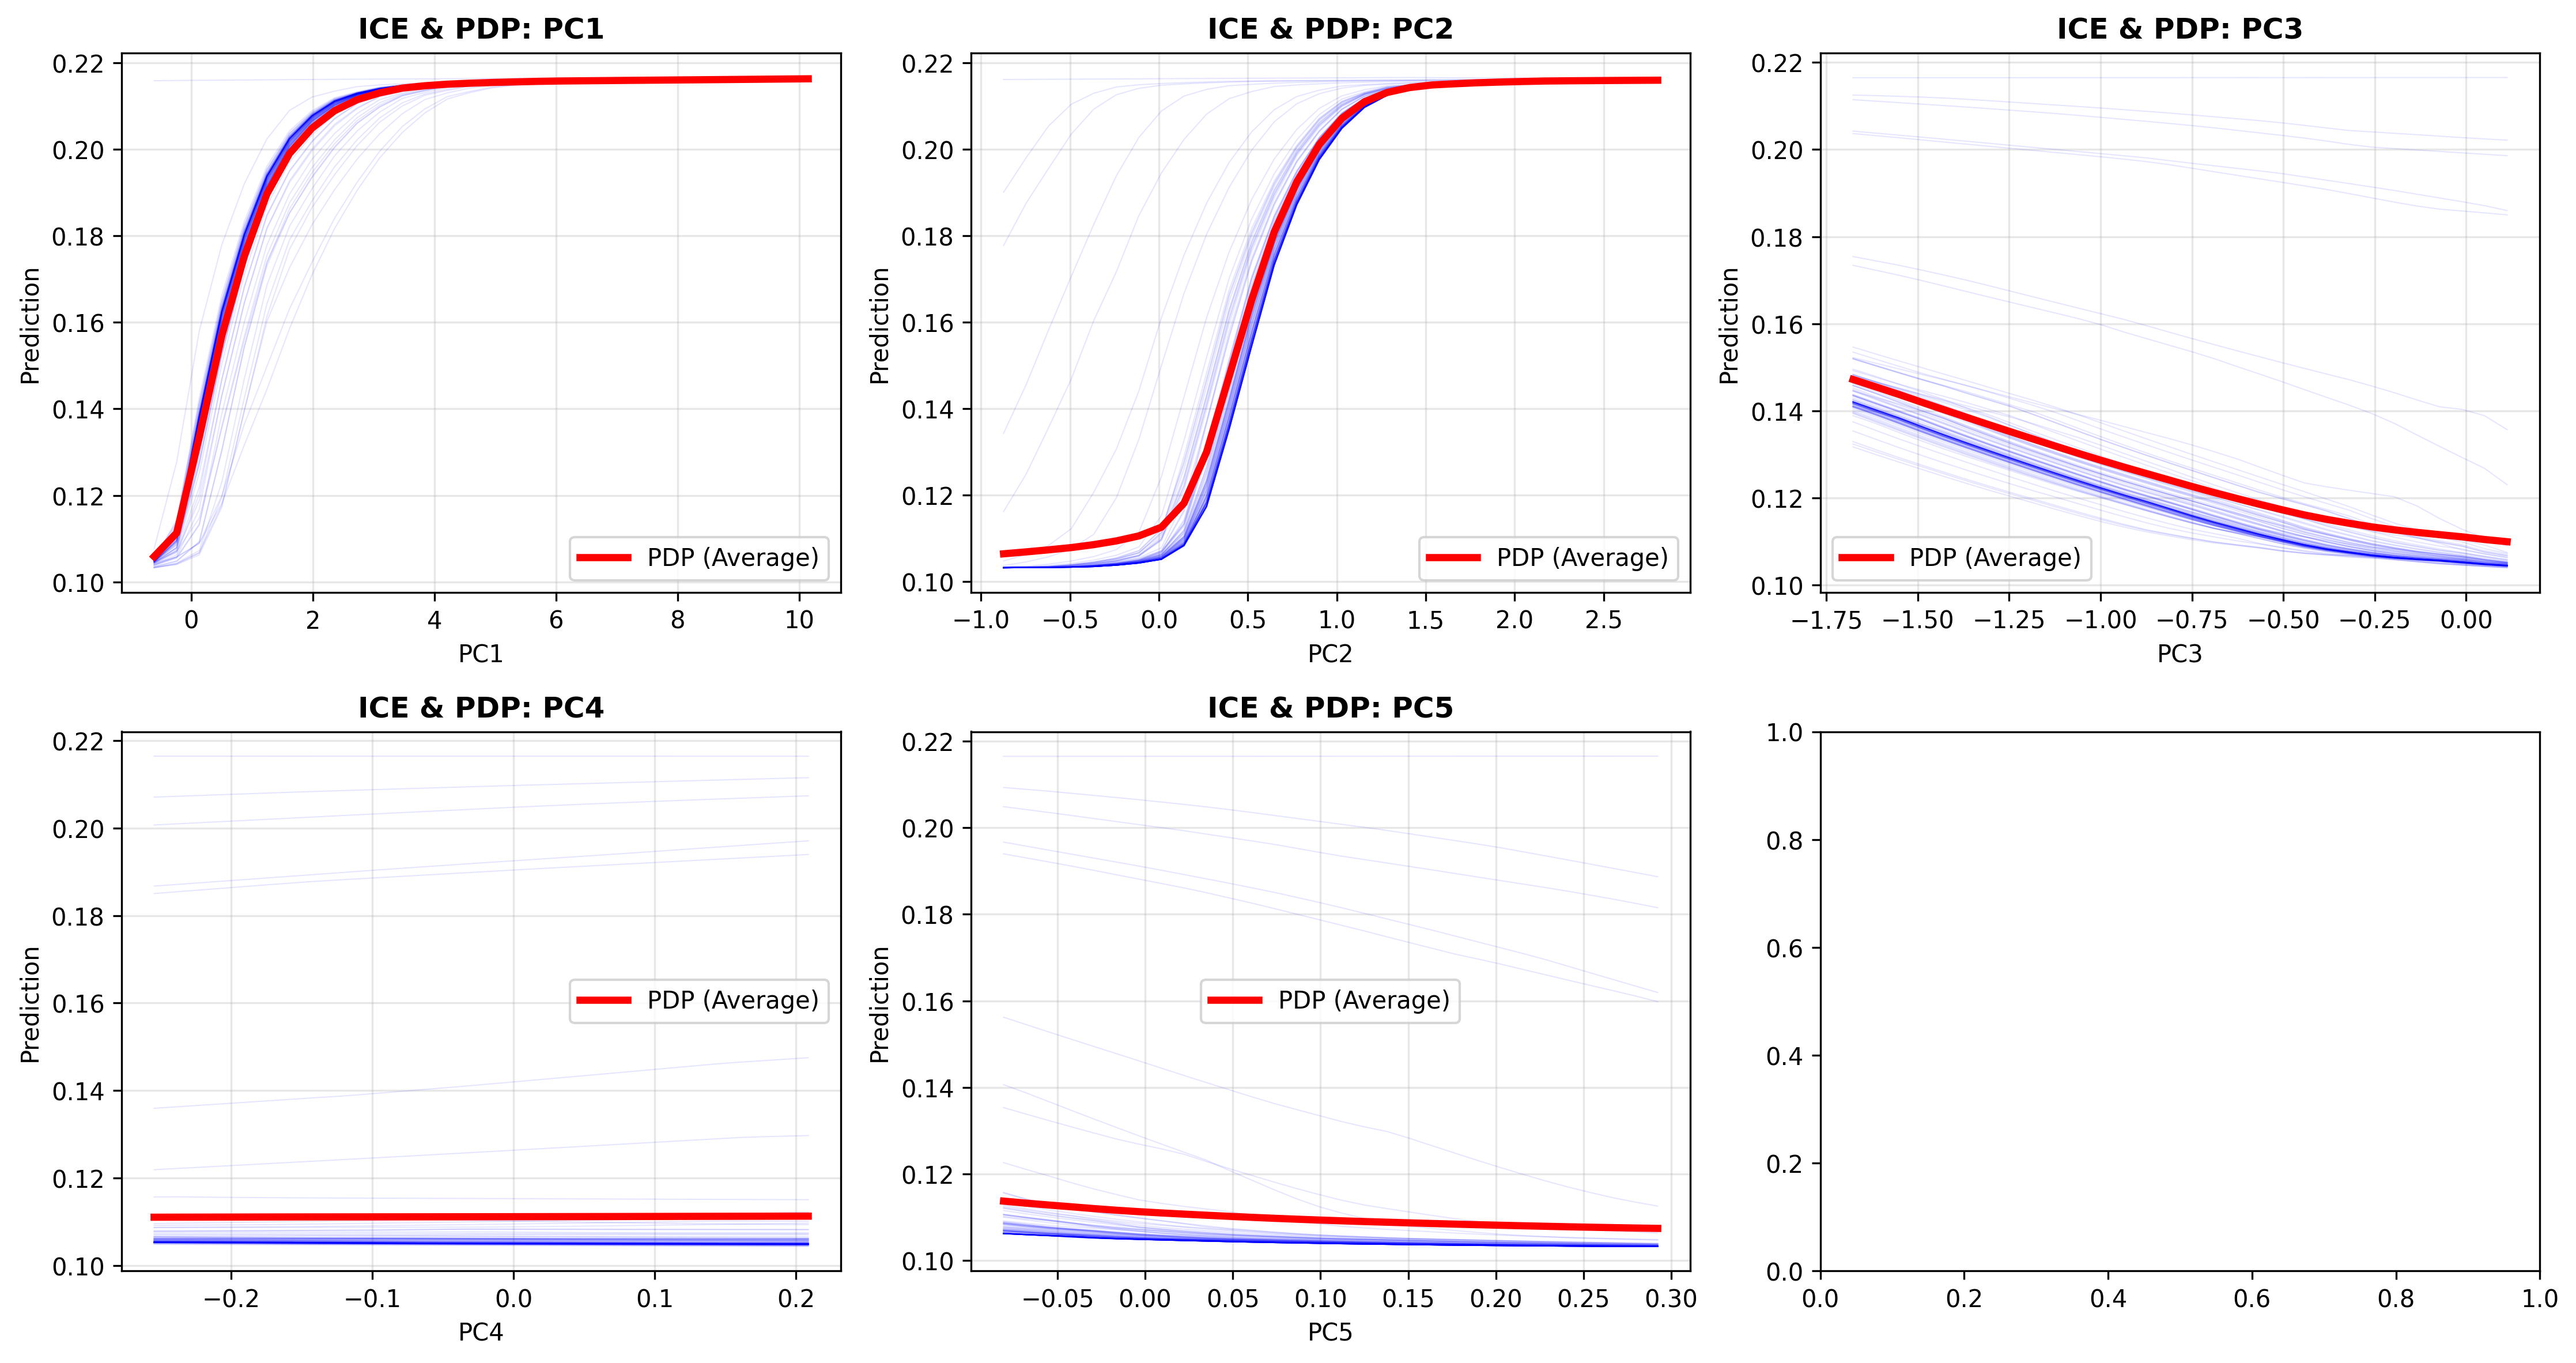 ICE & PDP: PC1
0.22
0.20
0.18
0.16
0.14
0.12
0.10
Prediction
PDP (Average)
0 2 4 6 8 10
PC1
ICE & PDP: PC2
0.22
0.20
0.18
0.16
0.14
0.12
0.10
Prediction
PDP (Average)
−1.0 −0.5 0.0 0.5 1.0 1.5 2.0 2.5
PC2
ICE & PDP: PC3
0.22
0.20
0.18
0.16
0.14
0.12
0.10
Prediction
PDP (Average)
−1.75 −1.50 −1.25 −1.00 −0.75 −0.50 −0.25 0.00
PC3
ICE & PDP: PC4
0.22
0.20
0.18
0.16
0.14
0.12
0.10
Prediction
PDP (Average)
−0.2 −0.1 0.0 0.1 0.2
PC4
ICE & PDP: PC5
0.22
0.20
0.18
0.16
0.14
0.12
0.10
Prediction
PDP (Average)
−0.05 0.00 0.05 0.10 0.15 0.20 0.25 0.30
PC5
1.0
0.8
0.6
0.4
0.2
0.0
0.0 0.2 0.4 0.6 0.8 1.0